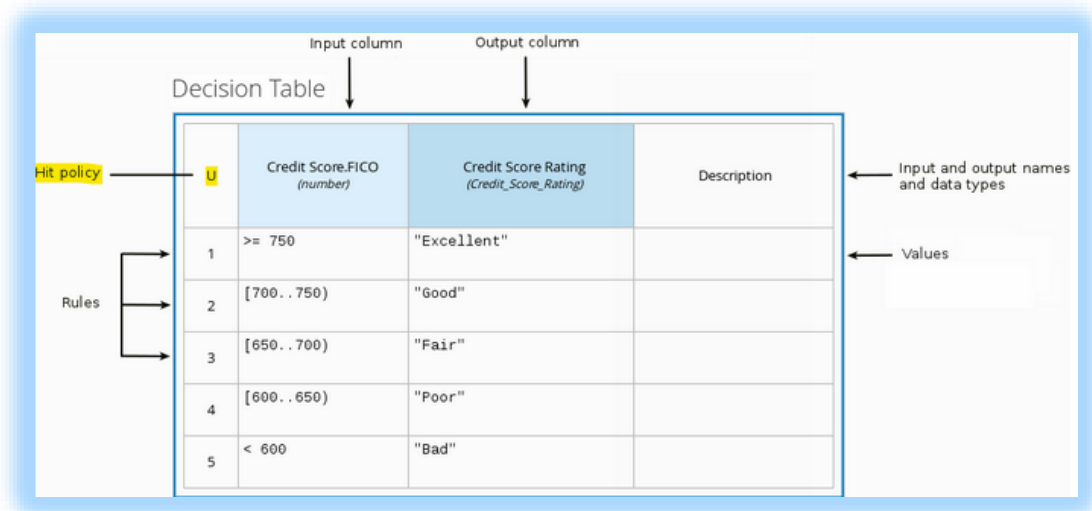 Input column
Output column
Decision Table
Hit policy
U
Credit Score.FICO
(number)
Credit Score Rating
(Credit_Score_Rating)
Description
Input and output names
and data types
1
>= 750
"Excellent"
Values
Rules
2
[700..750)
"Good"
3
[650..700)
"Fair"
4
[600..650)
"Poor"
5
< 600
"Bad"